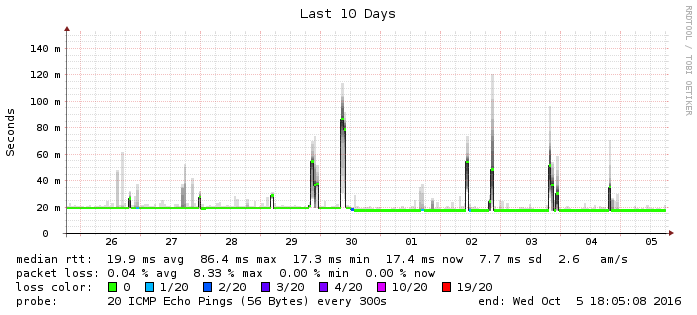 Last 10 Days
RRDTOOL / TOBI OETIKER
Seconds
140 m
120 m
100 m
80 m
60 m
40 m
20 m
0
26 27 28 29 30 01 02 03 04 05
median rtt: 19.9 ms avg 86.4 ms max 17.3 ms min 17.4 ms now 7.7 ms sd 2.6 am/s
packet loss: 0.04 % avg 8.33 % max 0.00 % min 0.00 % now
loss color: 0 1/20 2/20 3/20 4/20 10/20 19/20
probe: 20 ICMP Echo Pings (56 Bytes) every 300s end: Wed Oct 5 18:05:08 2016